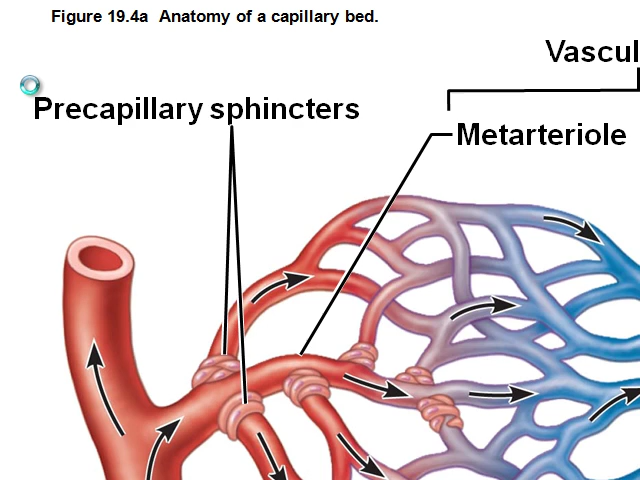 Figure 19.4a Anatomy of a capillary bed.
Vascul
Precapillary sphincters
Metarteriole